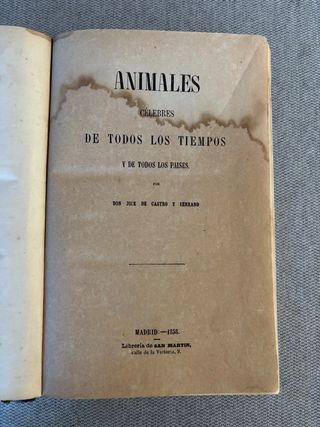 ANIMALES
CÉLEBRES
DE TODOS LOS TIEMPOS
Y DE TODOS LOS PAISES,
POR
DON JOSE DE CASTRO Y SERRANO
MADRID:—1858.
Librería de SAN MARTIN,
calle de la Victoria, 9.